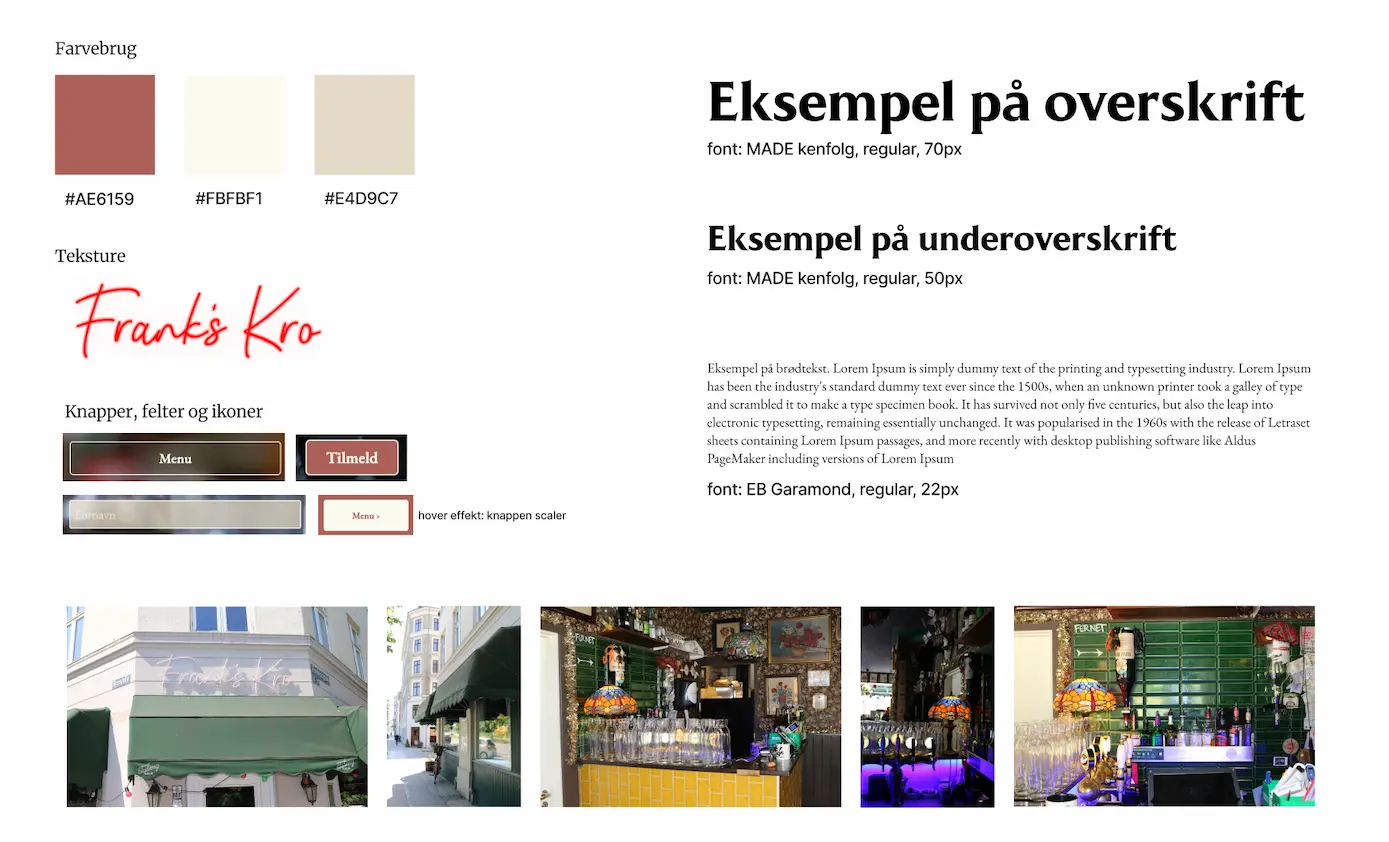 Farvebrug
#AE6159
#FBFBF1
#E4D9C7
Teksture
Frank's Kro
Knapper, felter og ikoner
Menu
Tilmeld
Fornavn
Menu >
hover effekt: knappen scaler
Eksempel på overskrift
font: MADE kenfolg, regular, 70px
Eksempel på underoverskrift
font: MADE kenfolg, regular, 50px
Eksempel på brødtekst. Lorem Ipsum is simply dummy text of the printing and typesetting industry. Lorem Ipsum
has been the industry's standard dummy text ever since the 1500s, when an unknown printer took a galley of type
and scrambled it to make a type specimen book. It has survived not only five centuries, but also the leap into
electronic typesetting, remaining essentially unchanged. It was popularised in the 1960s with the release of Letraset
sheets containing Lorem Ipsum passages, and more recently with desktop publishing software like Aldus
PageMaker including versions of Lorem Ipsum
font: EB Garamond, regular, 22px
Frank's Kro
FERNET
FERNET